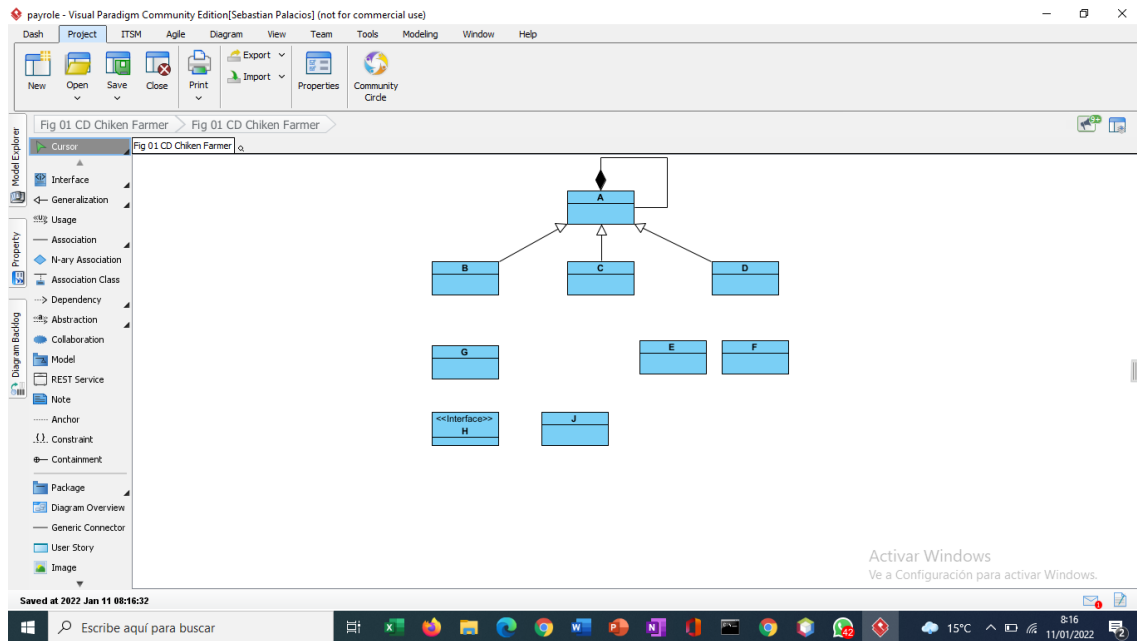 payrole - Visual Paradigm Community Edition[Sebastian Palacios] (not for commercial use)
Dash Project ITSM Agile Diagram View Team Tools Modeling Window Help
New Open Save Close Print Export Import Properties Community Circle
Fig 01 CD Chiken Farmer Fig 01 CD Chiken Farmer
Model Explorer
Property
Diagram Backlog
Cursor
Interface
Generalization
Usage
Association
N-ary Association
Association Class
Dependency
Abstraction
Collaboration
Model
REST Service
Note
Anchor
Constraint
Containment
Package
Diagram Overview
Generic Connector
User Story
Image
Fig 01 CD Chiken Farmer
A
B C D
G E F
<<Interface>>
H J
Activar Windows
Ve a Configuración para activar Windows.
Saved at 2022 Jan 11 08:16:32
Escribe aquí para buscar
42
15°C
8:16
11/01/2022